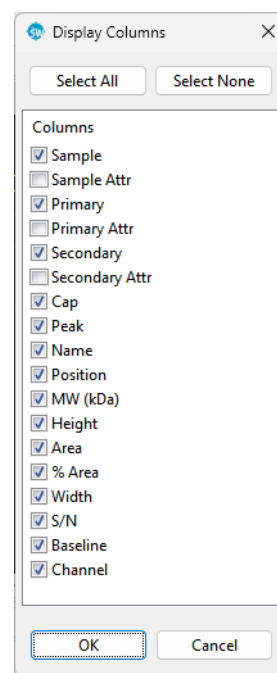 SW Display Columns
Select All Select None
Columns
Sample
Sample Attr
Primary
Primary Attr
Secondary
Secondary Attr
Cap
Peak
Name
Position
MW (kDa)
Height
Area
% Area
Width
S/N
Baseline
Channel
OK Cancel